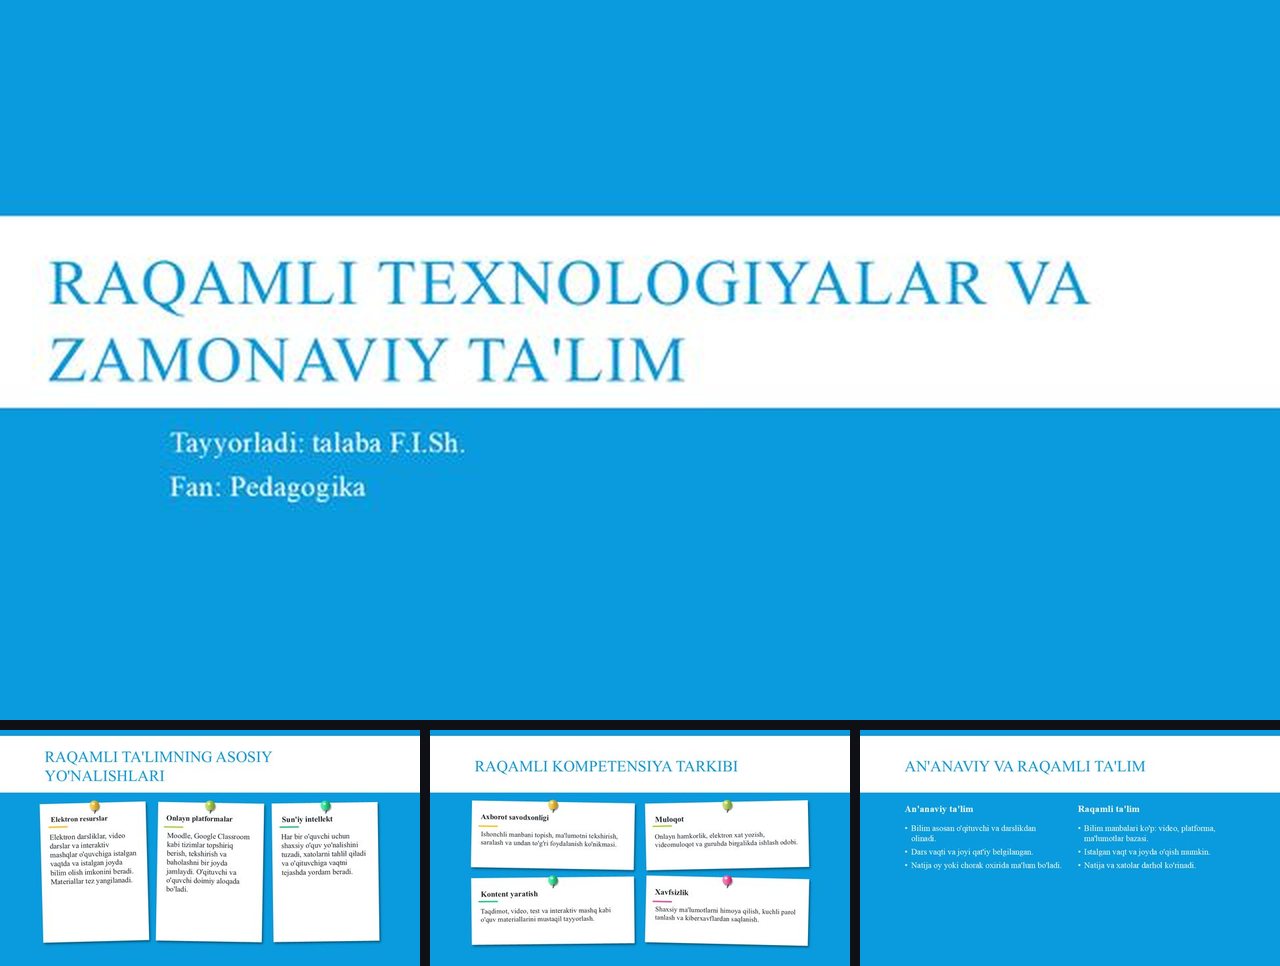 RAQAMLI TEXNOLOGIYALAR VA
ZAMONAVIY TA'LIM
Tayyorladi: talaba F.I.Sh.
Fan: Pedagogika
RAQAMLI TA'LIMNING ASOSIY
YO'NALISHLARI
Elektron resurslar
Elektron darsliklar, video
darslar va interaktiv
mashqlar o'quvchiga istalgan
vaqtda va istalgan joyda
bilim olish imkonini beradi.
Materiallar tez yangilanadi.
Onlayn platformalar
Moodle, Google Classroom
kabi tizimlar topshiriq
berish, tekshirish va
baholashni bir joyda
jamlaydi. O'qituvchi va
o'quvchi doimiy aloqada
bo'ladi.
Sun'iy intellekt
Har bir o'quvchi uchun
shaxsiy o'quv yo'nalishini
tuzadi, xatolarni tahlil qiladi
va o'qituvchiga vaqtni
tejashda yordam beradi.
RAQAMLI KOMPETENSIYA TARKIBI
Axborot savodxonligi
Ishonchli manbani topish, ma'lumotni tekshirish,
saralash va undan to'g'ri foydalanish ko'nikmasi.
Muloqot
Onlayn hamkorlik, elektron xat yozish,
videomuloqot va guruhda birgalikda ishlash odobi.
Kontent yaratish
Taqdimot, video, test va interaktiv mashq kabi
o'quv materiallarini mustaqil tayyorlash.
Xavfsizlik
Shaxsiy ma'lumotlarni himoya qilish, kuchli parol
tanlash va kiberxavflardan saqlanish.
AN'ANAVIY VA RAQAMLI TA'LIM
An'anaviy ta'lim
• Bilim asosan o'qituvchi va darslikdan
olinadi.
• Dars vaqti va joyi qat'iy belgilangan.
• Natija oy yoki chorak oxirida ma'lum bo'ladi.
Raqamli ta'lim
• Bilim manbalari ko'p: video, platforma,
ma'lumotlar bazasi.
• Istalgan vaqt va joyda o'qish mumkin.
• Natija va xatolar darhol ko'rinadi.